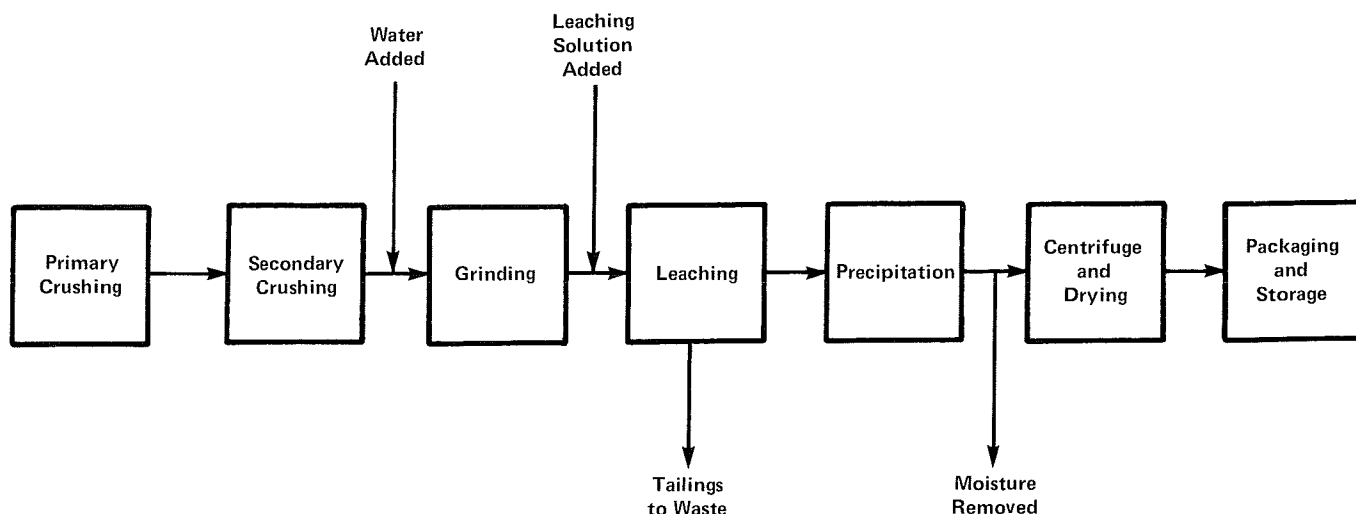 Water
Added
Leaching
Solution
Added
Primary
Crushing
Secondary
Crushing
Grinding
Leaching
Precipitation
Centrifuge
and
Drying
Packaging
and
Storage
Tailings
to Waste
Moisture
Removed